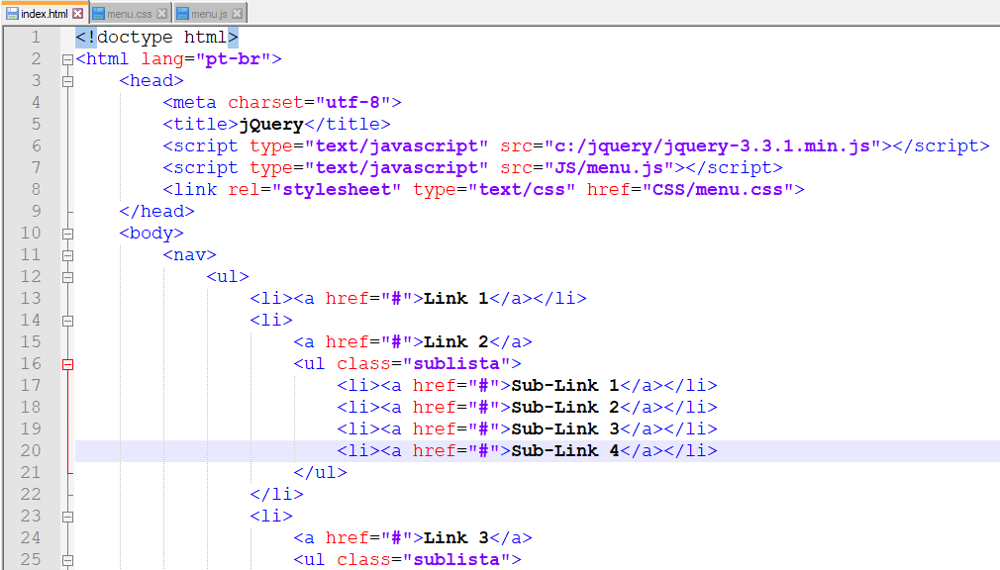 index.html menu.css menu.js
1 <!doctype html>
2 <html lang="pt-br">
3 <head>
4 <meta charset="utf-8">
5 <title>jQuery</title>
6 <script type="text/javascript" src="c:/jquery/jquery-3.3.1.min.js"></script>
7 <script type="text/javascript" src="JS/menu.js"></script>
8 <link rel="stylesheet" type="text/css" href="CSS/menu.css">
9 </head>
10 <body>
11 <nav>
12 <ul>
13 <li><a href="#">Link 1</a></li>
14 <li>
15 <a href="#">Link 2</a>
16 <ul class="sublista">
17 <li><a href="#">Sub-Link 1</a></li>
18 <li><a href="#">Sub-Link 2</a></li>
19 <li><a href="#">Sub-Link 3</a></li>
20 <li><a href="#">Sub-Link 4</a></li>
21 </ul>
22 </li>
23 <li>
24 <a href="#">Link 3</a>
25 <ul class="sublista">